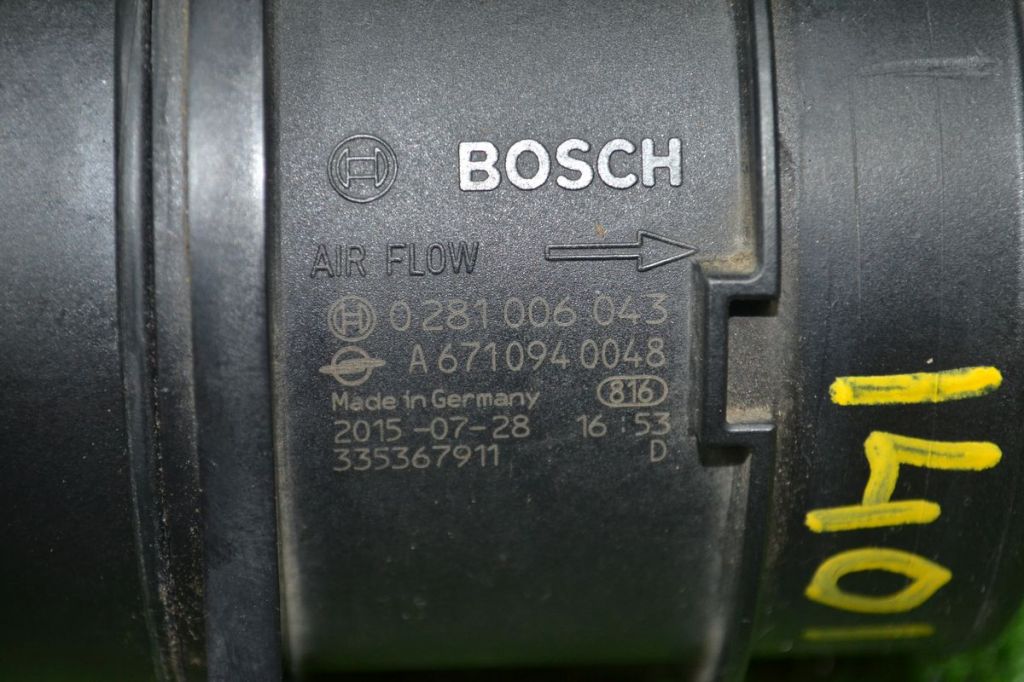 BOSCH
AIR FLOW
0 281 006 043
A 671 094 0048
Made in Germany 816
2015-07-28 16:53
335367911 D
1401